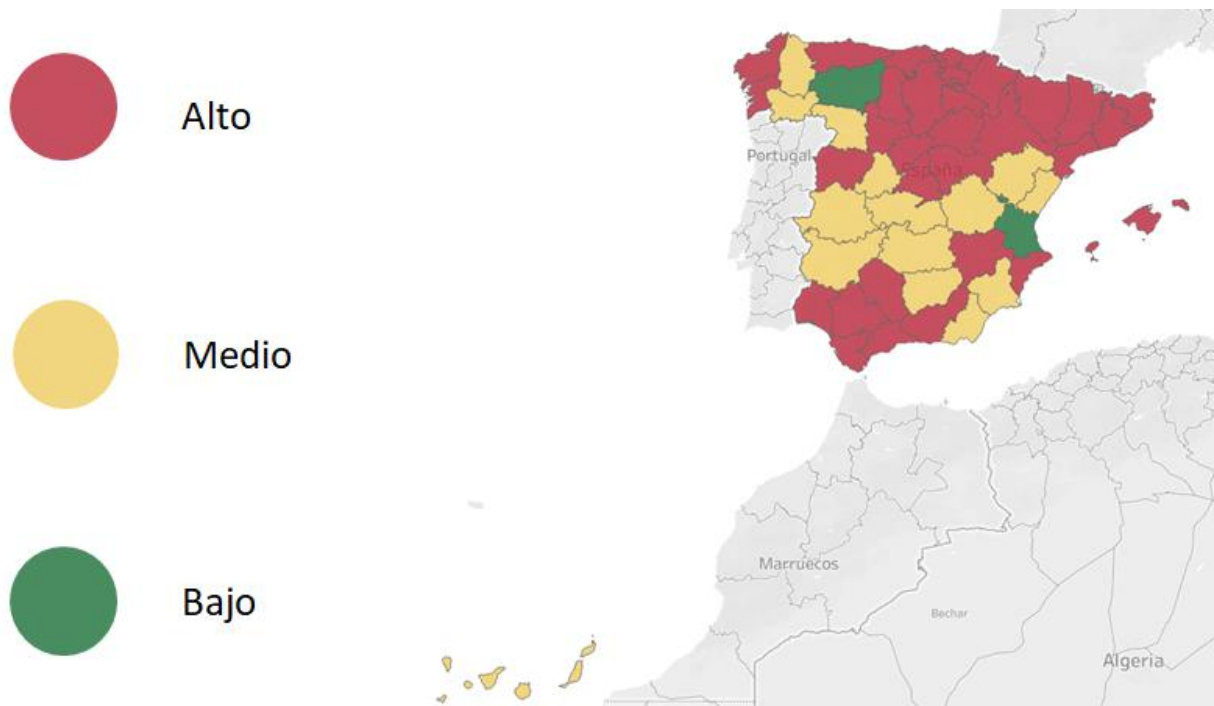 Alto
Medio
Bajo
Portugal
España
Marruecos
Bechar
Algeria